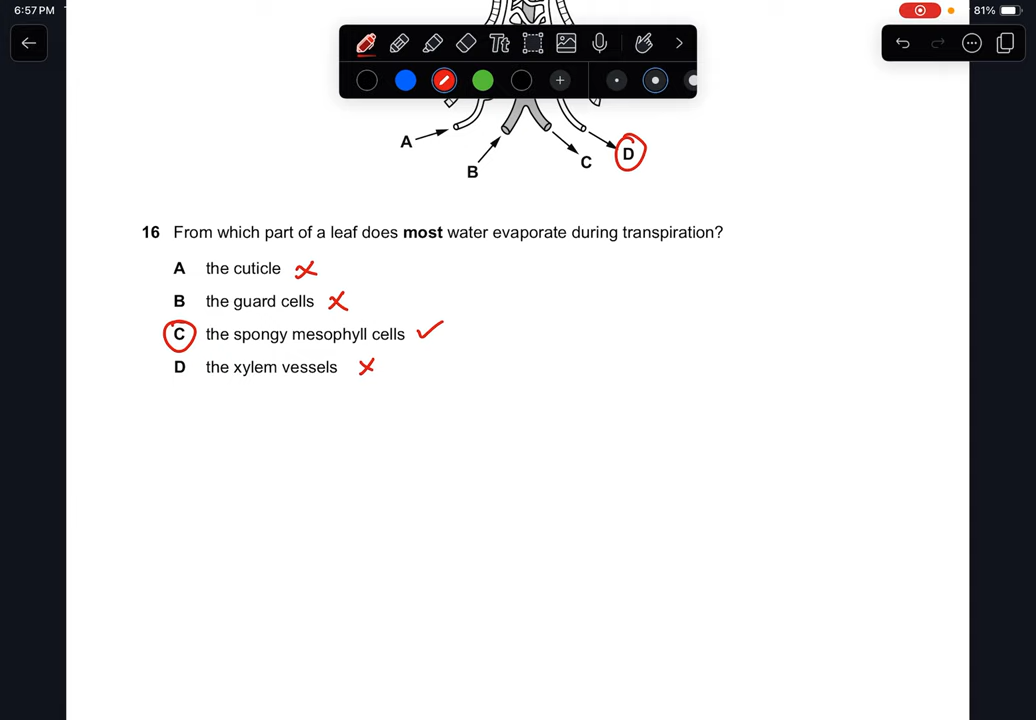 6:57 PM
81%
Tt
A
B
C
D
16 From which part of a leaf does most water evaporate during transpiration?
A the cuticle
B the guard cells
C the spongy mesophyll cells
D the xylem vessels